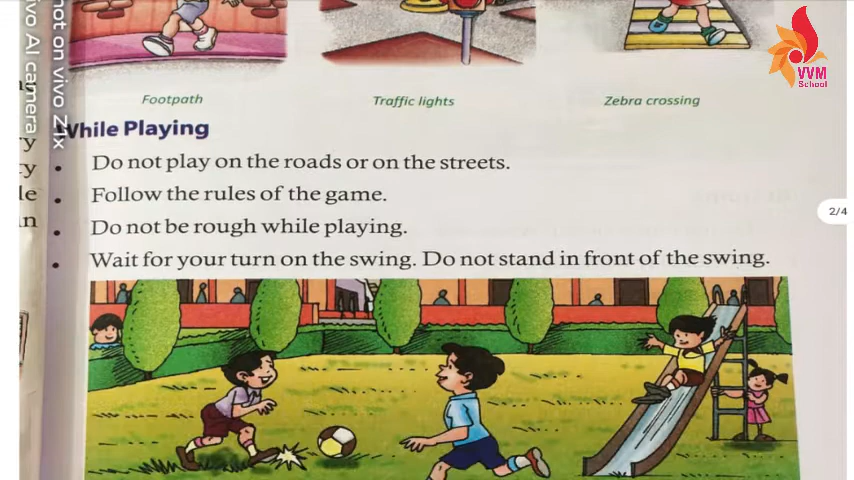 Shot on vivo Z1x
vivo AI camera
VVM
School
Footpath
Traffic lights
Zebra crossing
While Playing
• Do not play on the roads or on the streets.
• Follow the rules of the game.
• Do not be rough while playing.
• Wait for your turn on the swing. Do not stand in front of the swing.
2/4